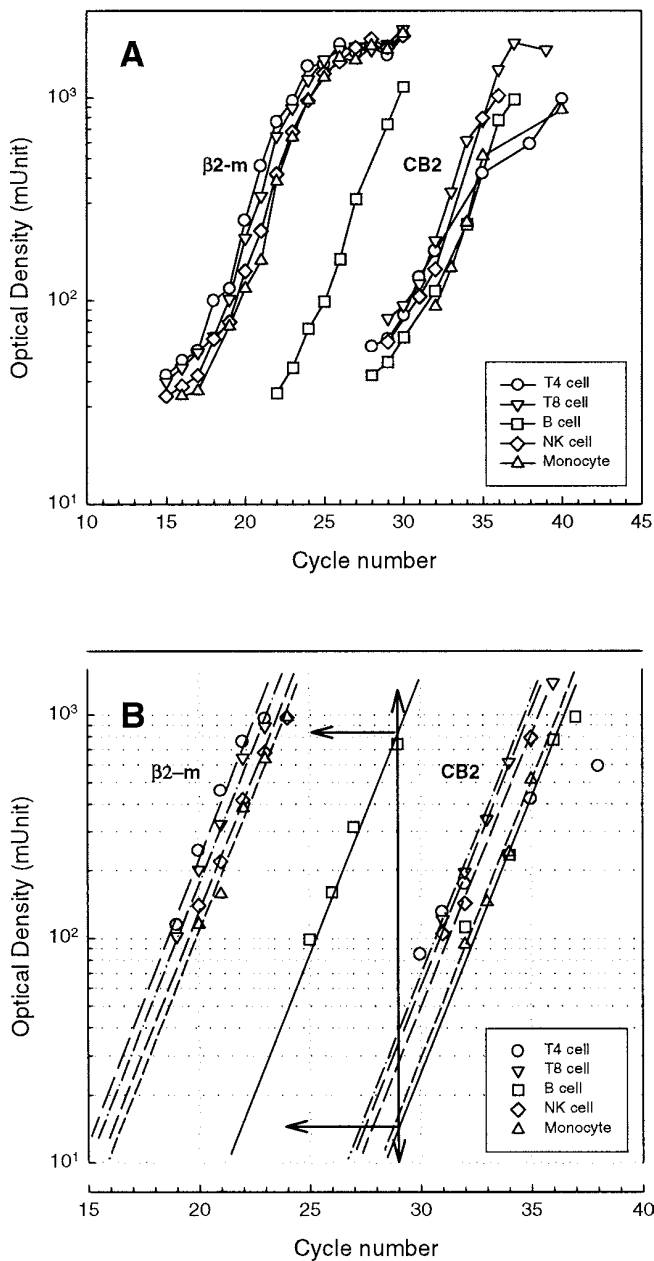 A
β2-m
CB2
Optical Density (mUnit)
10³
10²
10¹
T4 cell
T8 cell
B cell
NK cell
Monocyte
10 15 20 25 30 35 40 45
Cycle number
B
β2–m
CB2
Optical Density (mUnit)
10³
10²
10¹
T4 cell
T8 cell
B cell
NK cell
Monocyte
15 20 25 30 35 40
Cycle number